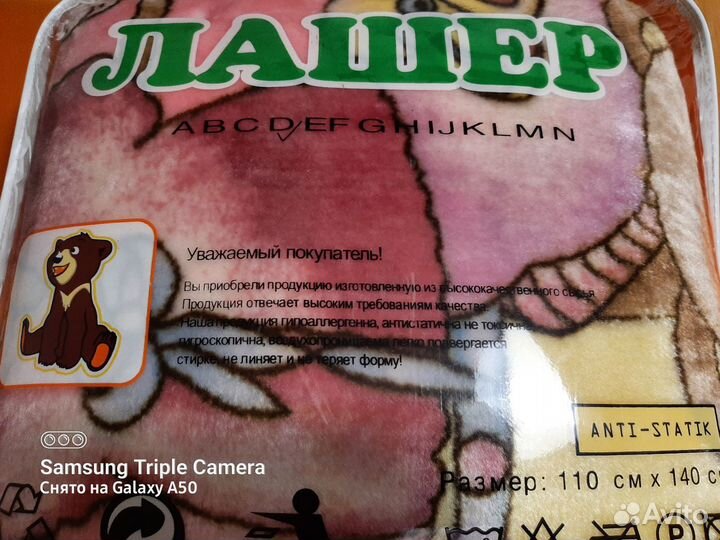 ЛАШЕР
ABCDEFGHIJKLMN
Уважаемый покупатель!
Вы приобрели продукцию изготовленную из высококачественного сырья
Продукция отвечает высоким требованиям качества.
Наша продукция гипоаллергенна, антистатична не токсична
гигроскопична, воздухопроницаема легко подвергается
стирке, не линяет и не теряет форму!
ANTI-STATIK
Размер: 110 см х 140 см
Samsung Triple Camera
Снято на Galaxy A50
P
Avito